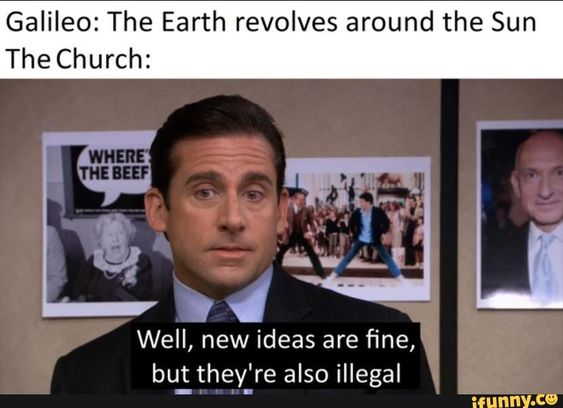 Galileo: The Earth revolves around the Sun
The Church:
WHERE'S
THE BEEF
Well, new ideas are fine,
but they're also illegal
ifunny.co